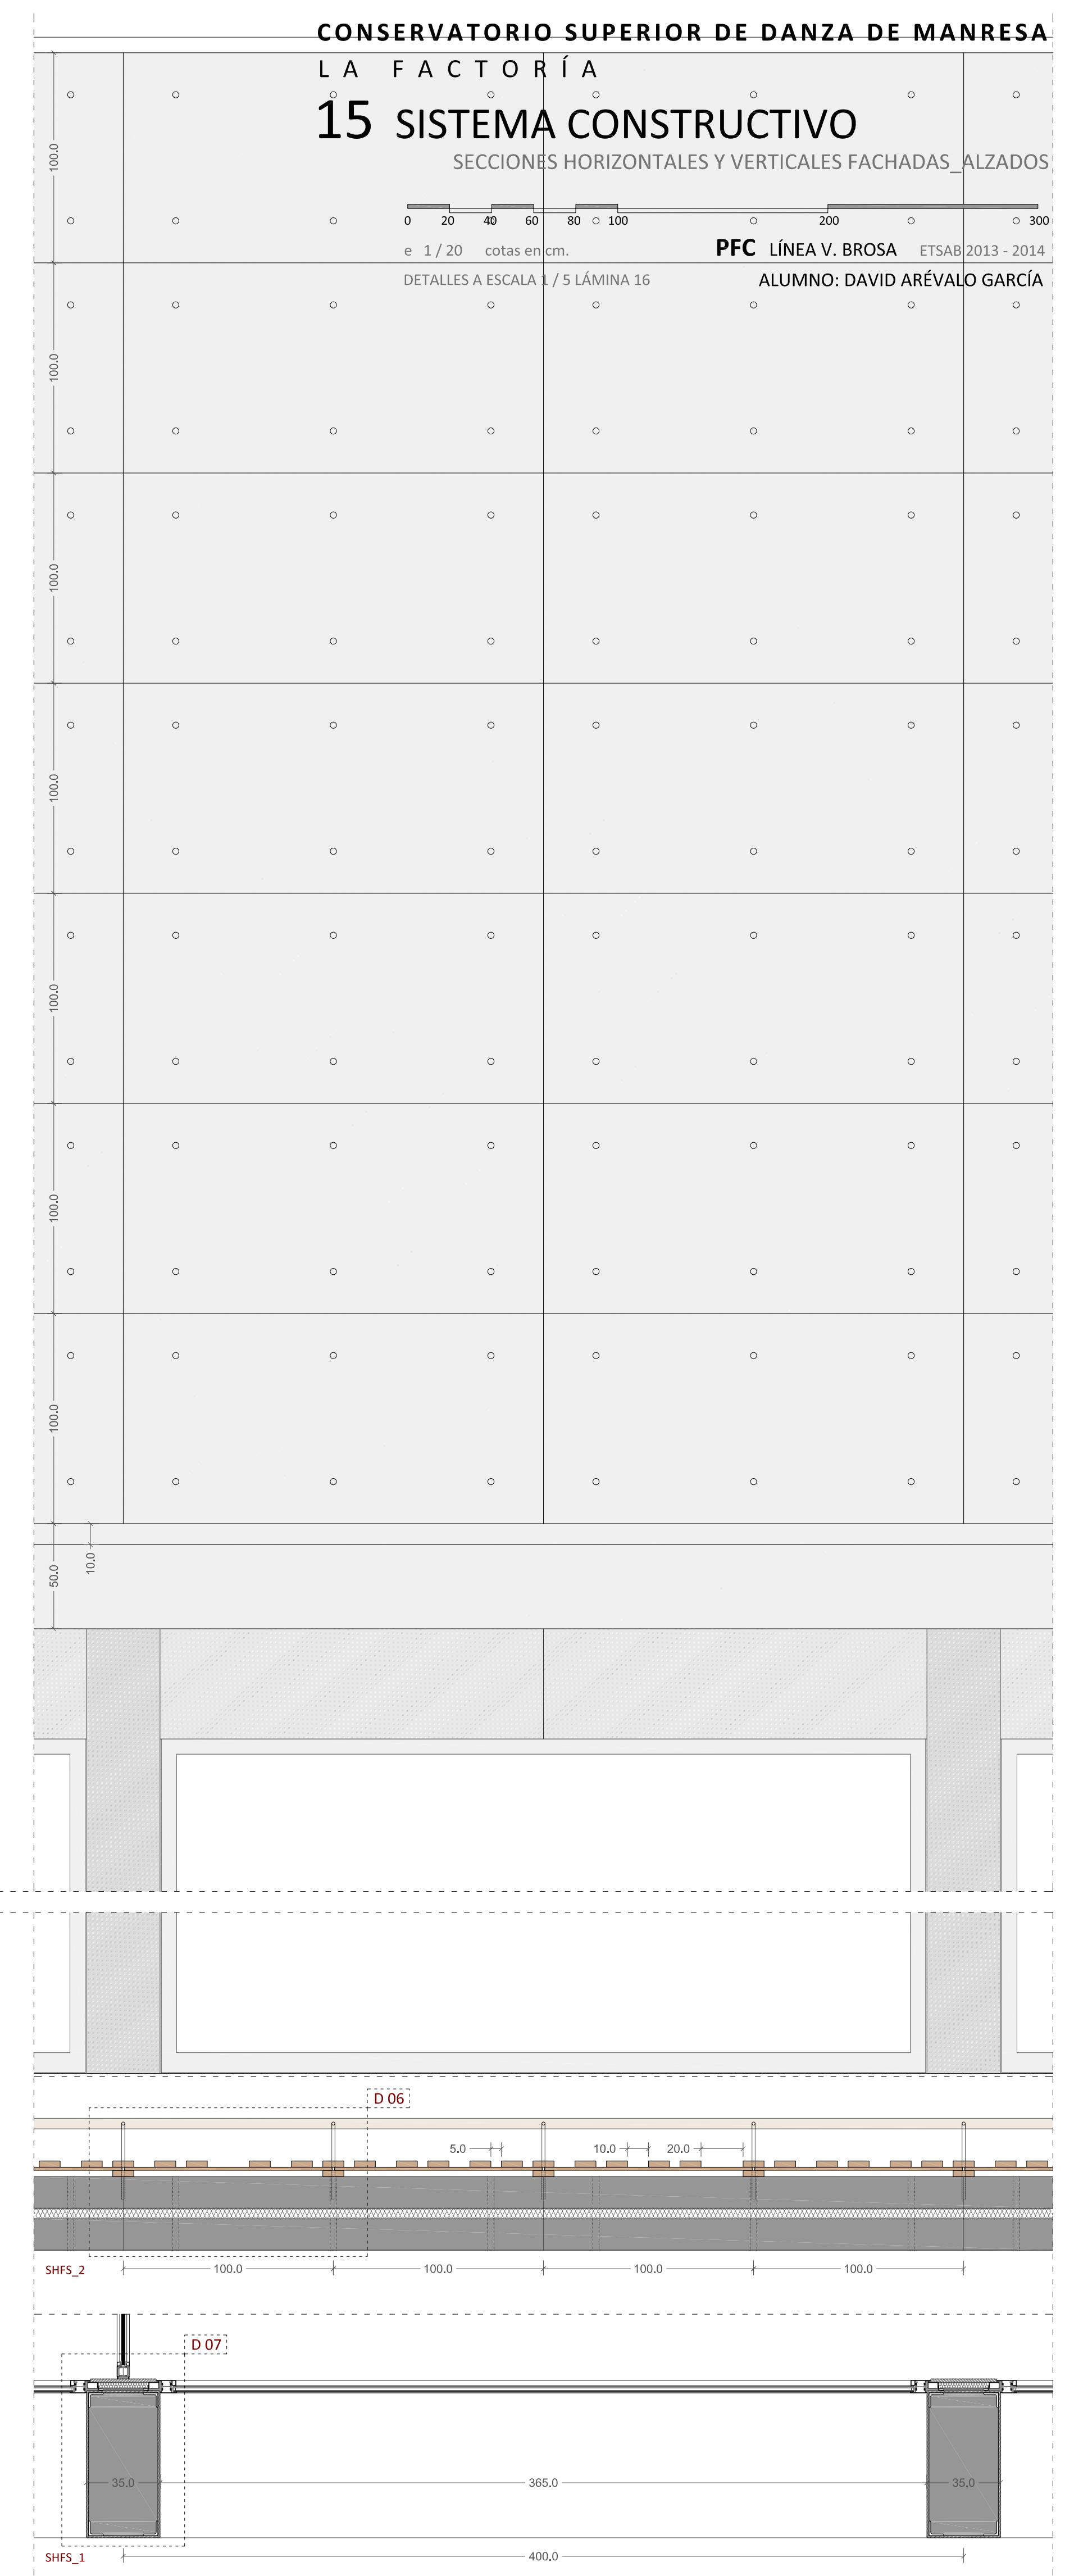 CONSERVATORIO SUPERIOR DE DANZA DE MANRESA
LA FACTORÍA
15 SISTEMA CONSTRUCTIVO
SECCIONES HORIZONTALES Y VERTICALES FACHADAS_ALZADOS
0 20 40 60 80 100 200 300
e 1 / 20 cotas en cm. PFC LÍNEA V. BROSA ETSAB 2013 - 2014
DETALLES A ESCALA 1 / 5 LÁMINA 16 ALUMNO: DAVID ARÉVALO GARCÍA
100.0
100.0
100.0
100.0
100.0
100.0
100.0
50.0
10.0
D 06
5.0 10.0 20.0
SHFS_2 100.0 100.0 100.0 100.0
D 07
35.0 365.0 35.0
SHFS_1 400.0